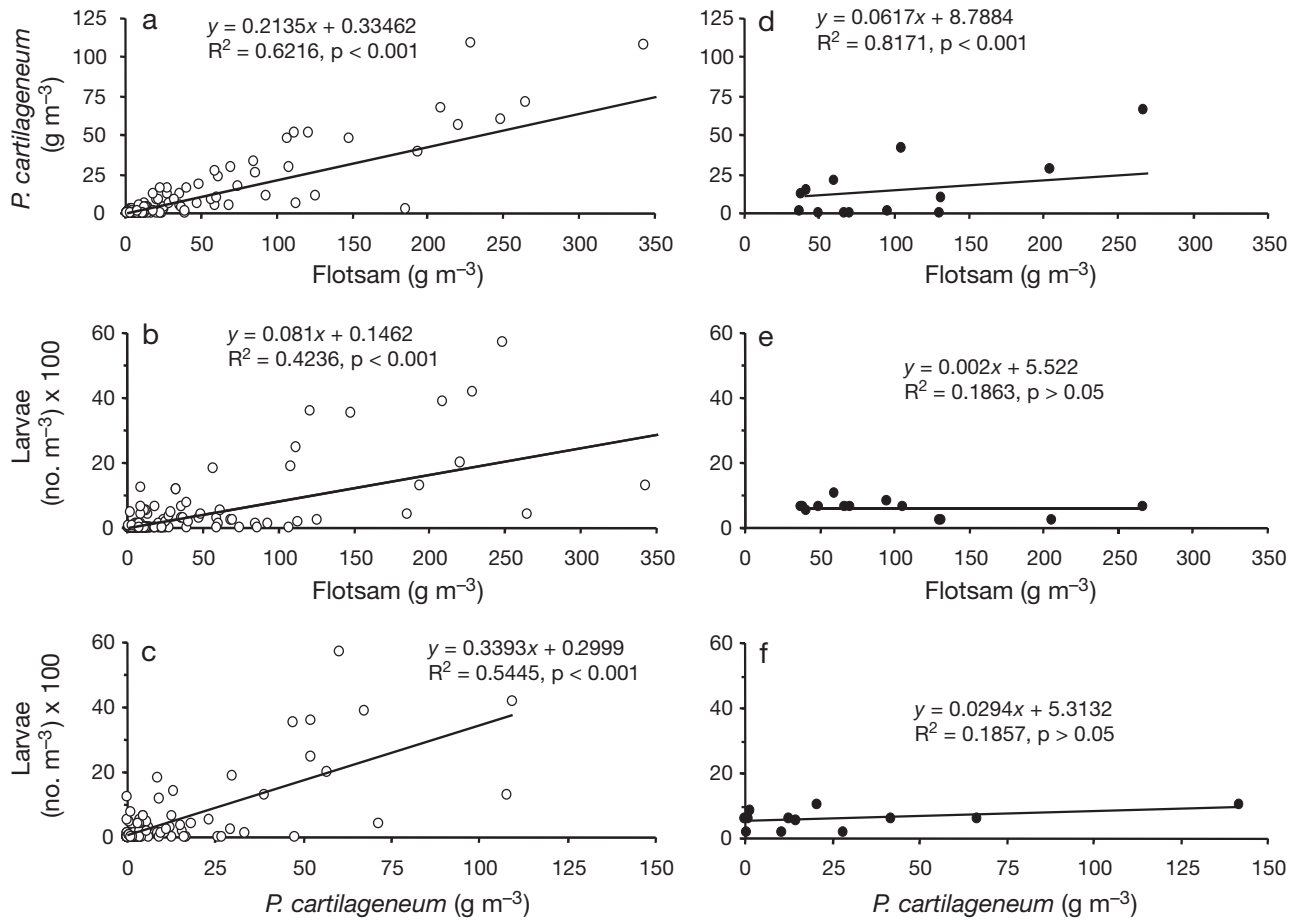 a
y = 0.2135x + 0.33462
R² = 0.6216, p < 0.001
P. cartilageneum
(g m⁻³)
125
100
75
50
25
0
0 50 100 150 200 250 300 350
Flotsam (g m⁻³)
d
y = 0.0617x + 8.7884
R² = 0.8171, p < 0.001
125
100
75
50
25
0
0 50 100 150 200 250 300 350
Flotsam (g m⁻³)
b
y = 0.081x + 0.1462
R² = 0.4236, p < 0.001
Larvae
(no. m⁻³) x 100
60
40
20
0
0 50 100 150 200 250 300 350
Flotsam (g m⁻³)
e
y = 0.002x + 5.522
R² = 0.1863, p > 0.05
60
40
20
0
0 50 100 150 200 250 300 350
Flotsam (g m⁻³)
c
y = 0.3393x + 0.2999
R² = 0.5445, p < 0.001
Larvae
(no. m⁻³) x 100
60
40
20
0
0 25 50 75 100 125 150
P. cartilageneum (g m⁻³)
f
y = 0.0294x + 5.3132
R² = 0.1857, p > 0.05
60
40
20
0
0 25 50 75 100 125 150
P. cartilageneum (g m⁻³)